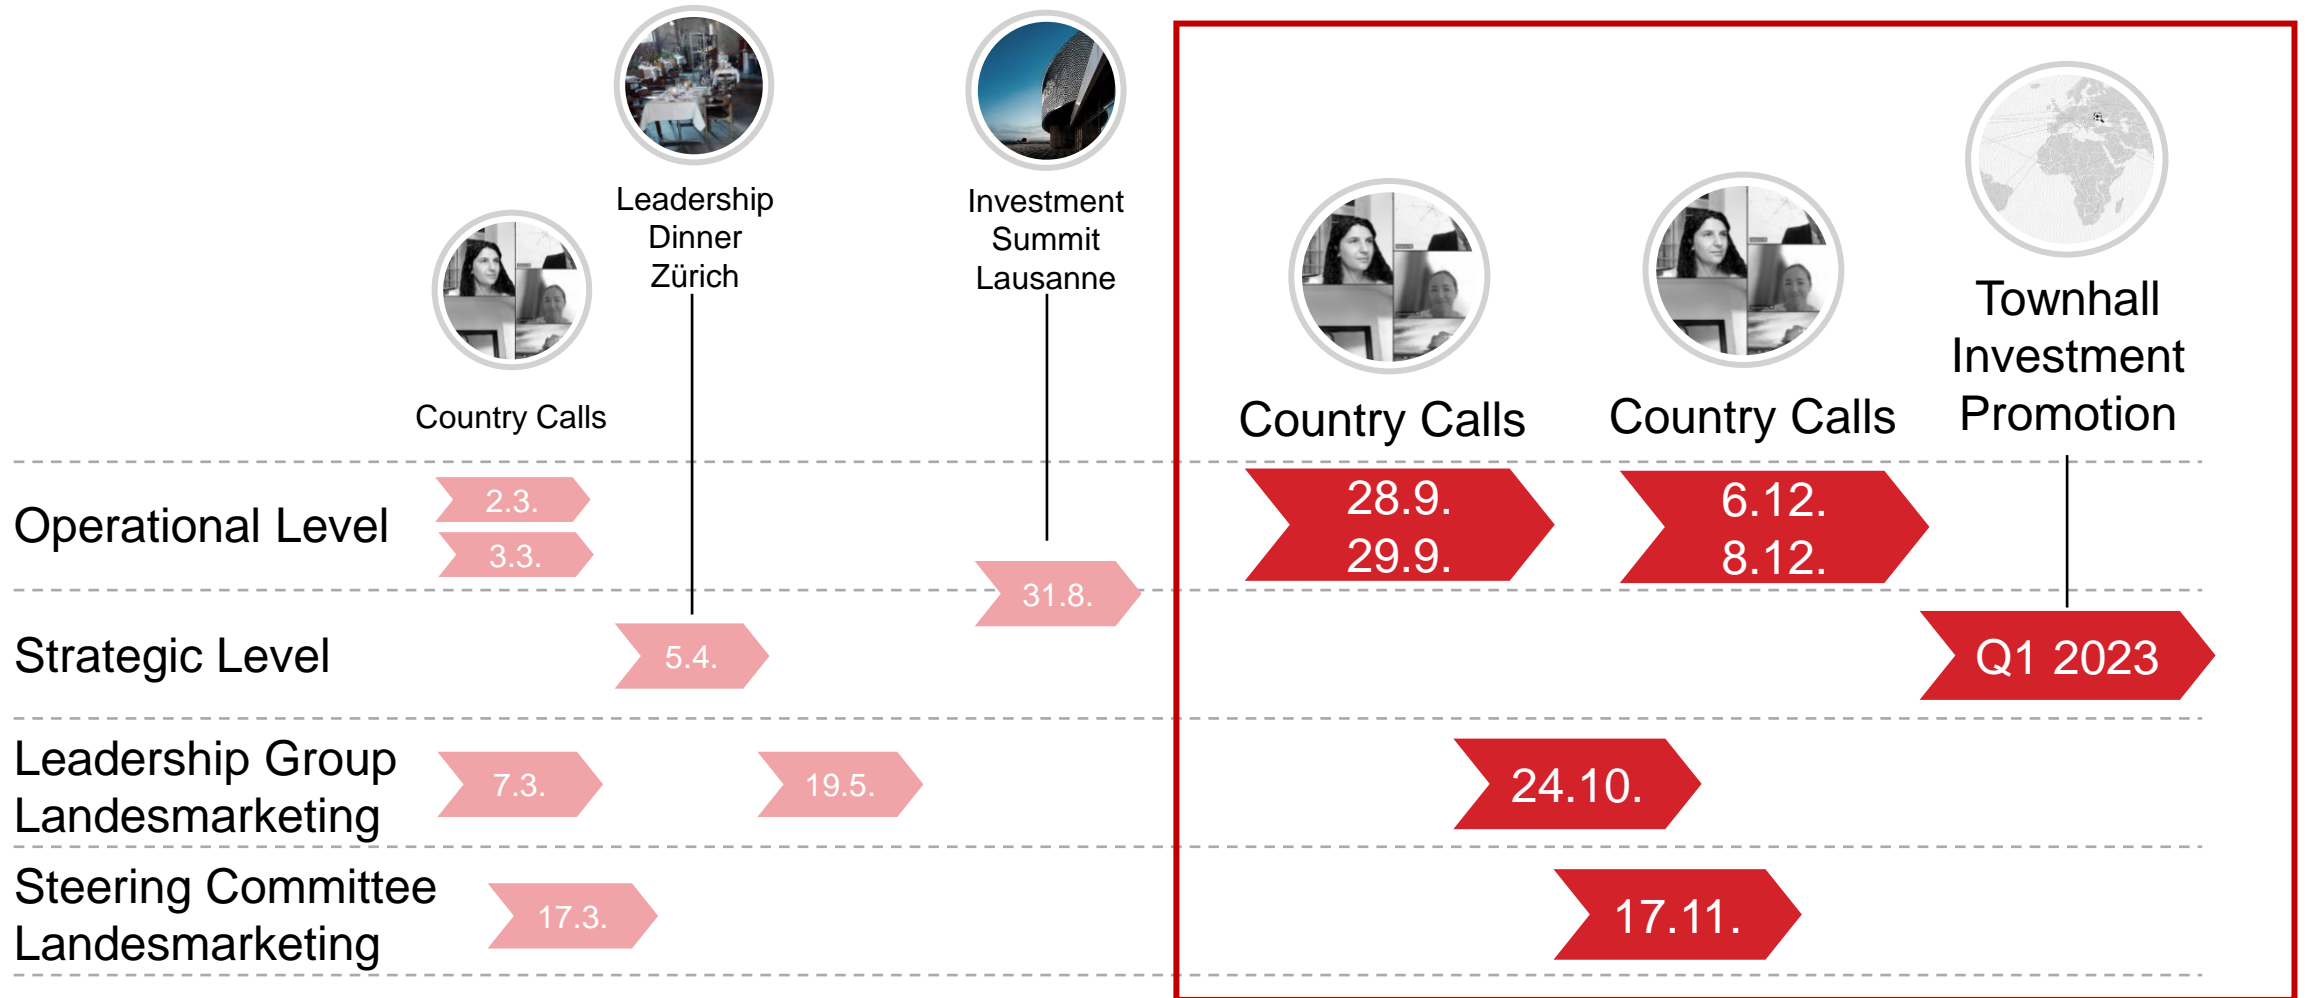 Leadership
Dinner
Zürich
Investment
Summit
Lausanne
Country Calls
Country Calls
Country Calls
Townhall
Investment
Promotion
Operational Level
2.3.
3.3.
31.8.
28.9.
29.9.
6.12.
8.12.
Strategic Level
5.4.
Q1 2023
Leadership Group
Landesmarketing
7.3.
19.5.
24.10.
Steering Committee
Landesmarketing
17.3.
17.11.